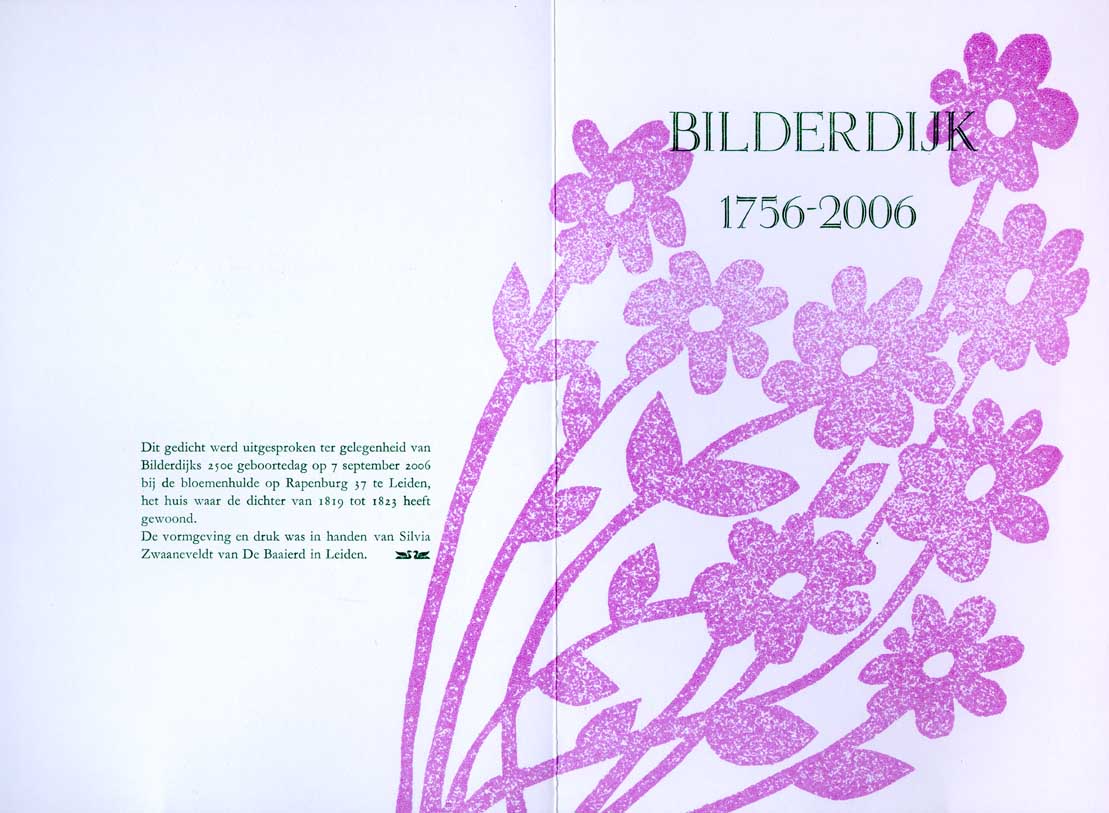 Dit gedicht werd uitgesproken ter gelegenheid van
Bilderdijks 250e geboortedag op 7 september 2006
bij de bloemenhulde op Rapenburg 37 te Leiden,
het huis waar de dichter van 1819 tot 1823 heeft
gewoond.
De vormgeving en druk was in handen van Silvia
Zwaaneveldt van De Baaierd in Leiden.
BILDERDIJK
1756-2006